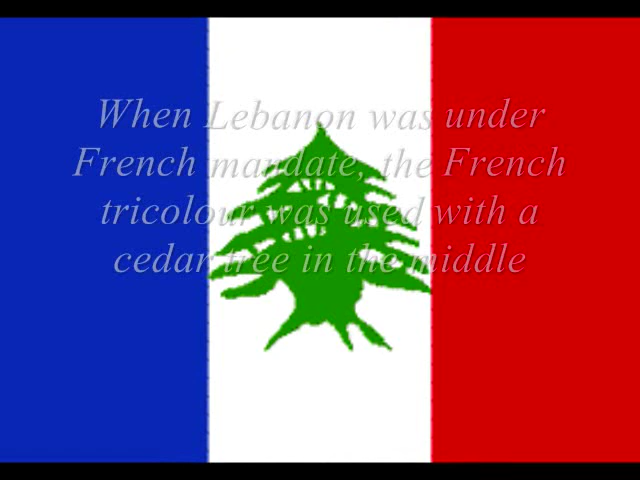 When Lebanon was under
French mandate, the French
tricolour was used with a
cedar tree in the middle